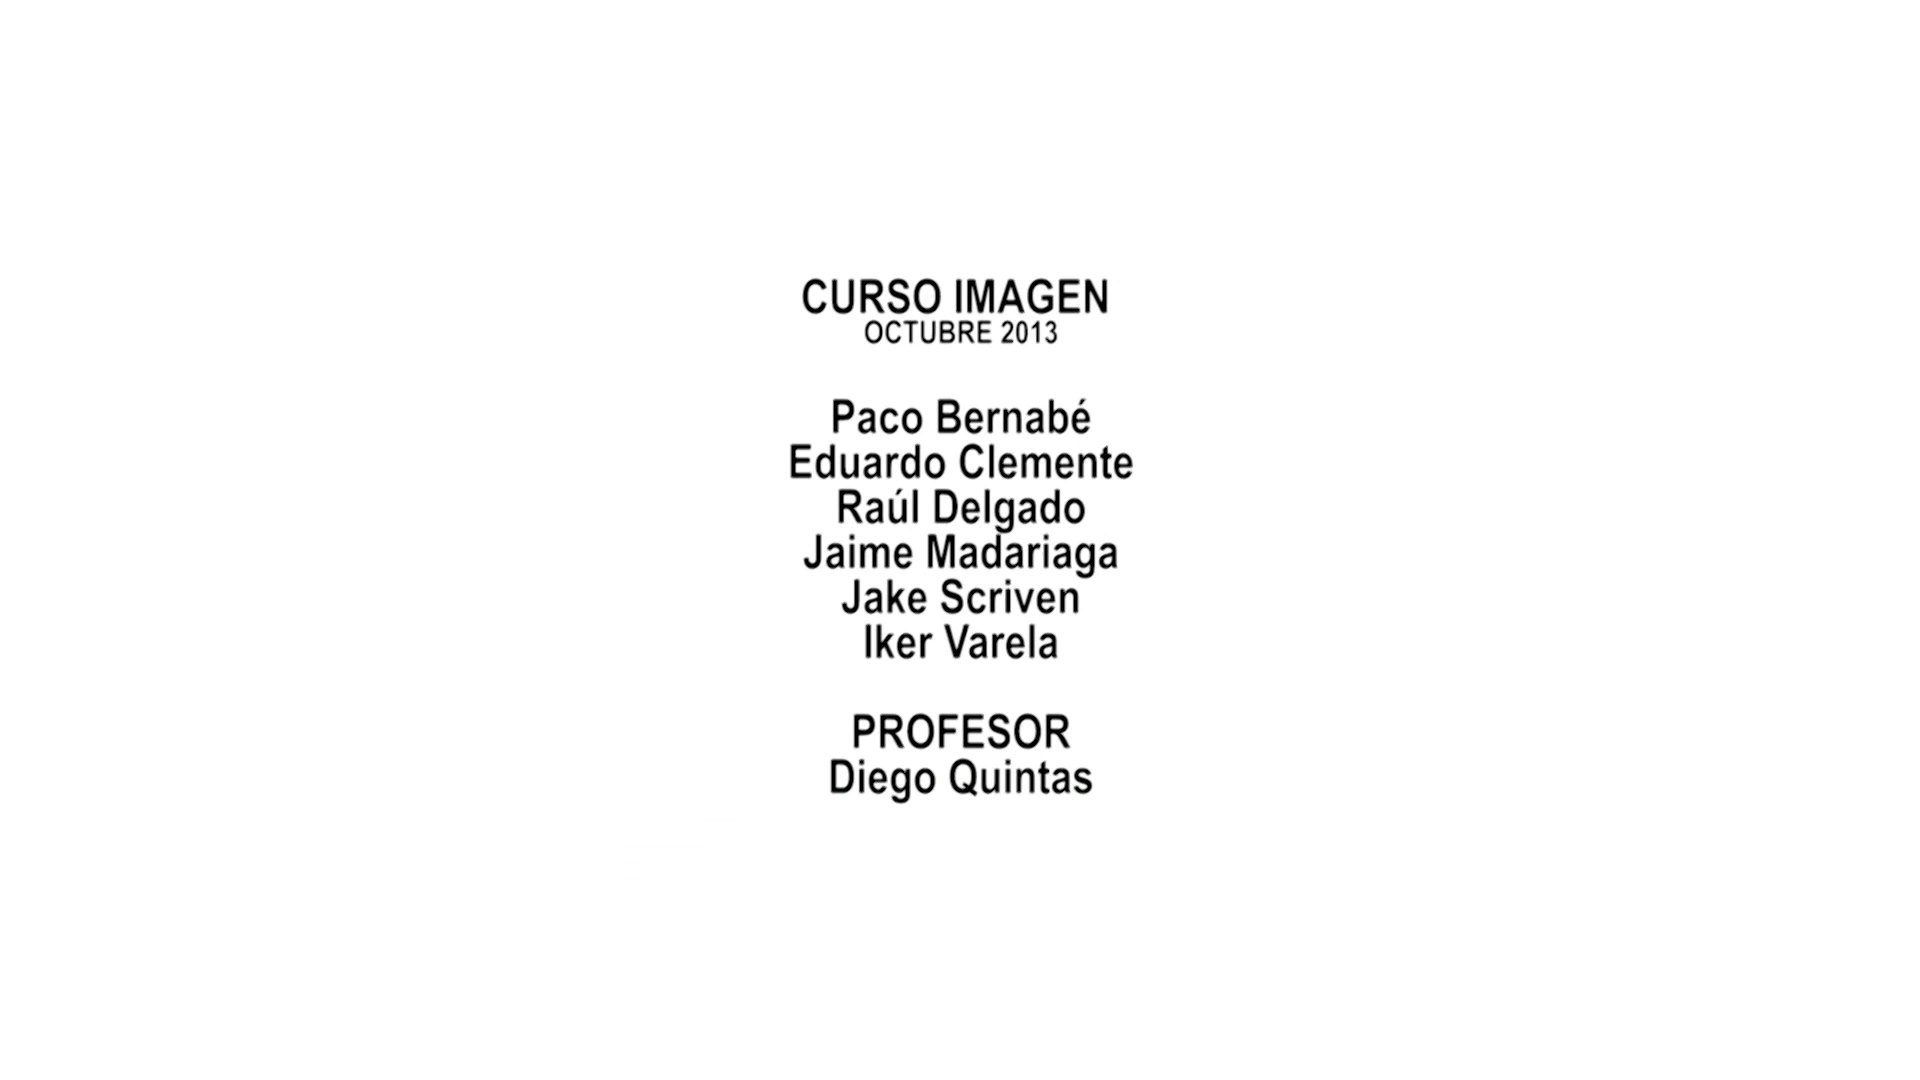 CURSO IMAGEN
OCTUBRE 2013
Paco Bernabé
Eduardo Clemente
Raúl Delgado
Jaime Madariaga
Jake Scriven
Iker Varela
PROFESOR
Diego Quintas